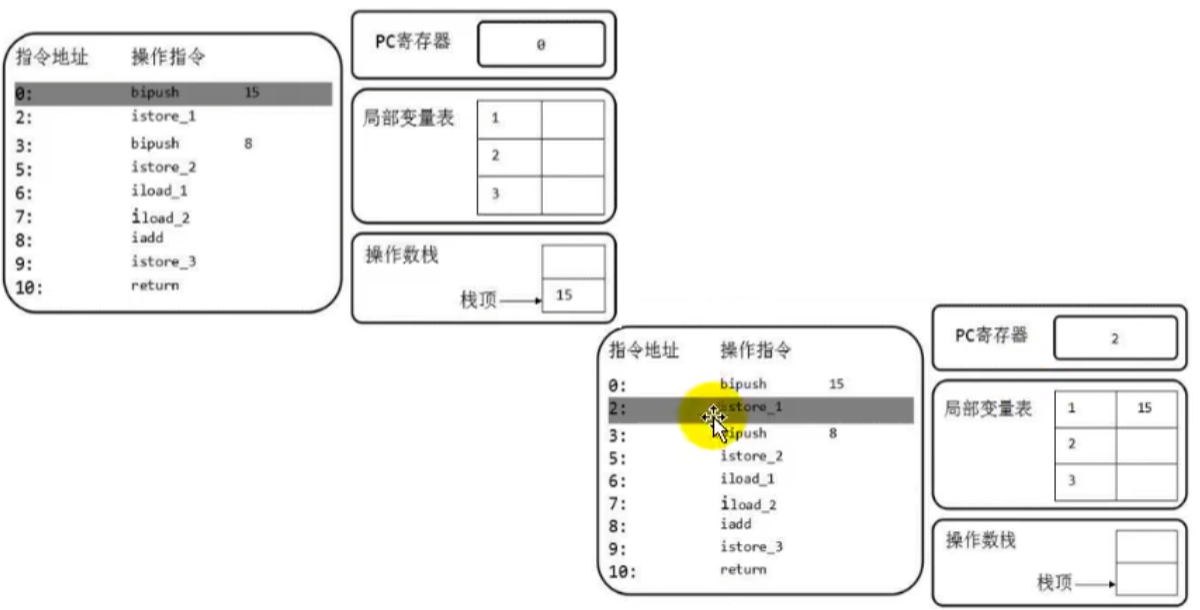 指令地址 操作指令
0: bipush 15
2: istore_1
3: bipush 8
5: istore_2
6: iload_1
7: iload_2
8: iadd
9: istore_3
10: return
PC寄存器 0
局部变量表 1
2
3
操作数栈
栈顶 15
指令地址 操作指令
0: bipush 15
2: istore_1
3: bipush 8
5: istore_2
6: iload_1
7: iload_2
8: iadd
9: istore_3
10: return
PC寄存器 2
局部变量表 1 15
2
3
操作数栈
栈顶